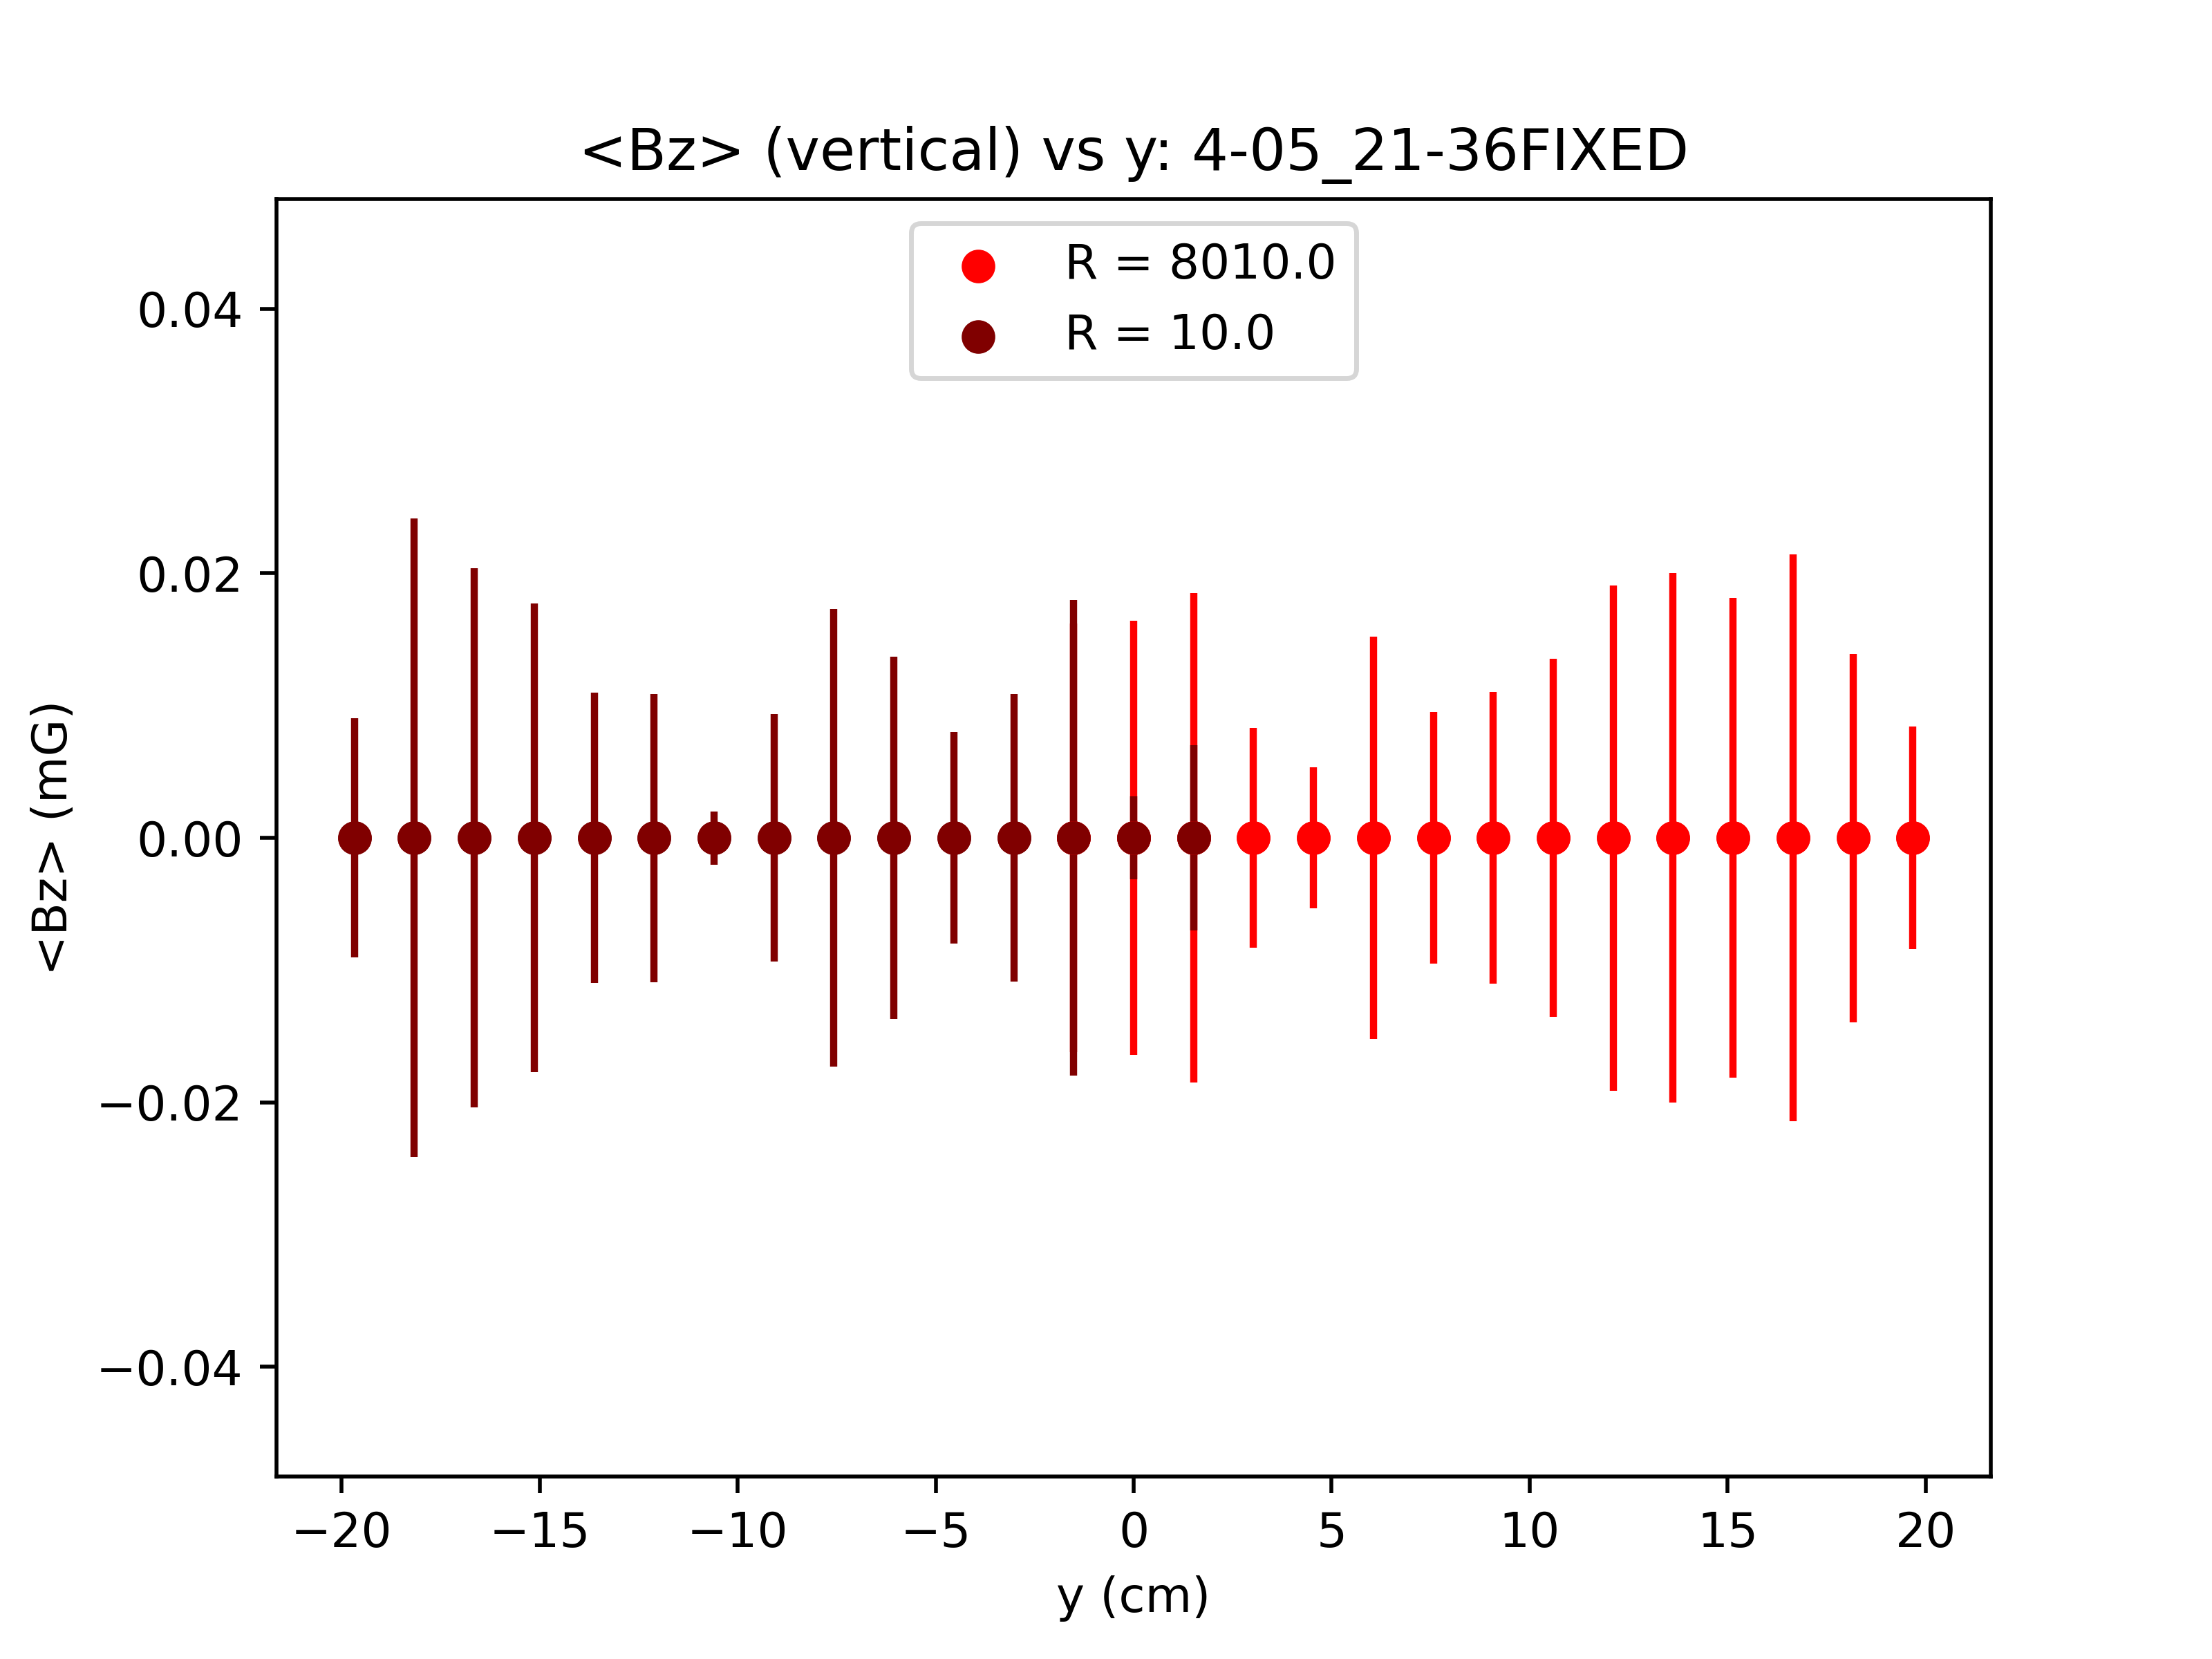 <Bz> (vertical) vs y: 4-05_21-36FIXED
R = 8010.0
R = 10.0
<Bz> (mG)
0.04
0.02
0.00
−0.02
−0.04
−20 −15 −10 −5 0 5 10 15 20
y (cm)